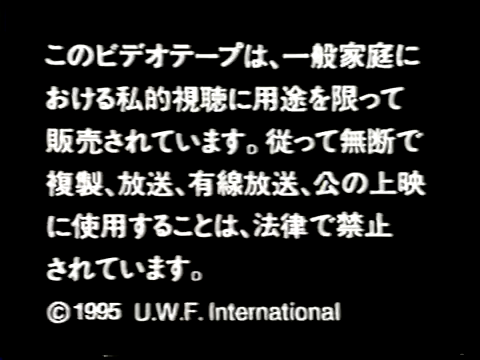 このビデオテープは、一般家庭に
おける私的視聴に用途を限って
販売されています。従って無断で
複製、放送、有線放送、公の上映
に使用することは、法律で禁止
されています。
©1995 U.W.F. International